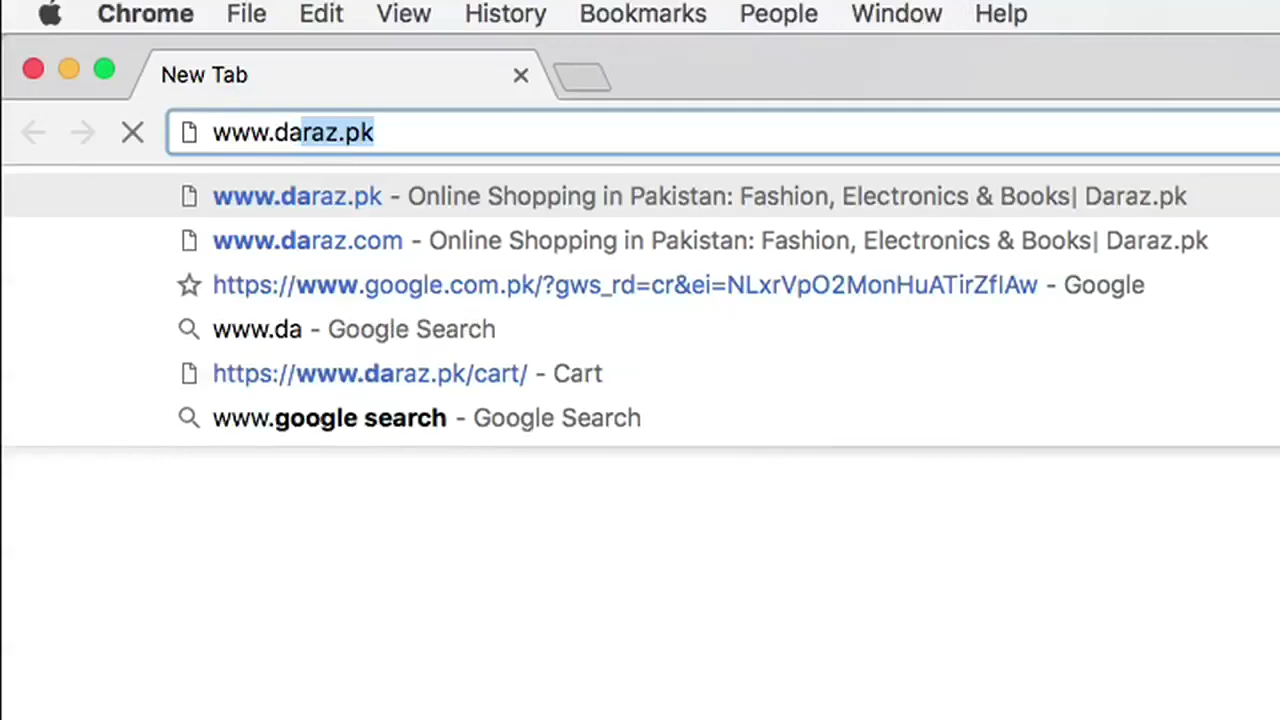 Chrome File Edit View History Bookmarks People Window Help
New Tab
www.daraz.pk
www.daraz.pk - Online Shopping in Pakistan: Fashion, Electronics & Books| Daraz.pk
www.daraz.com - Online Shopping in Pakistan: Fashion, Electronics & Books| Daraz.pk
https://www.google.com.pk/?gws_rd=cr&ei=NLxrVpO2MonHuATirZfIAw - Google
www.da - Google Search
https://www.daraz.pk/cart/ - Cart
www.google search - Google Search